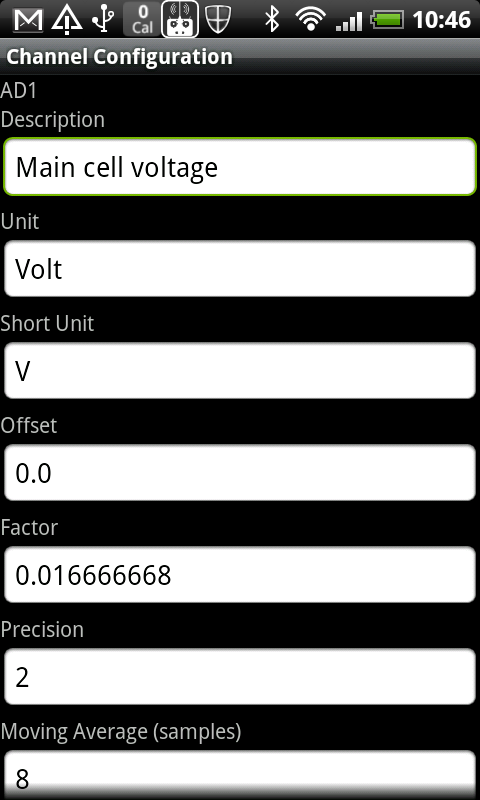 0
Cal
10:46
Channel Configuration
AD1
Description
Main cell voltage
Unit
Volt
Short Unit
V
Offset
0.0
Factor
0.016666668
Precision
2
Moving Average (samples)
8